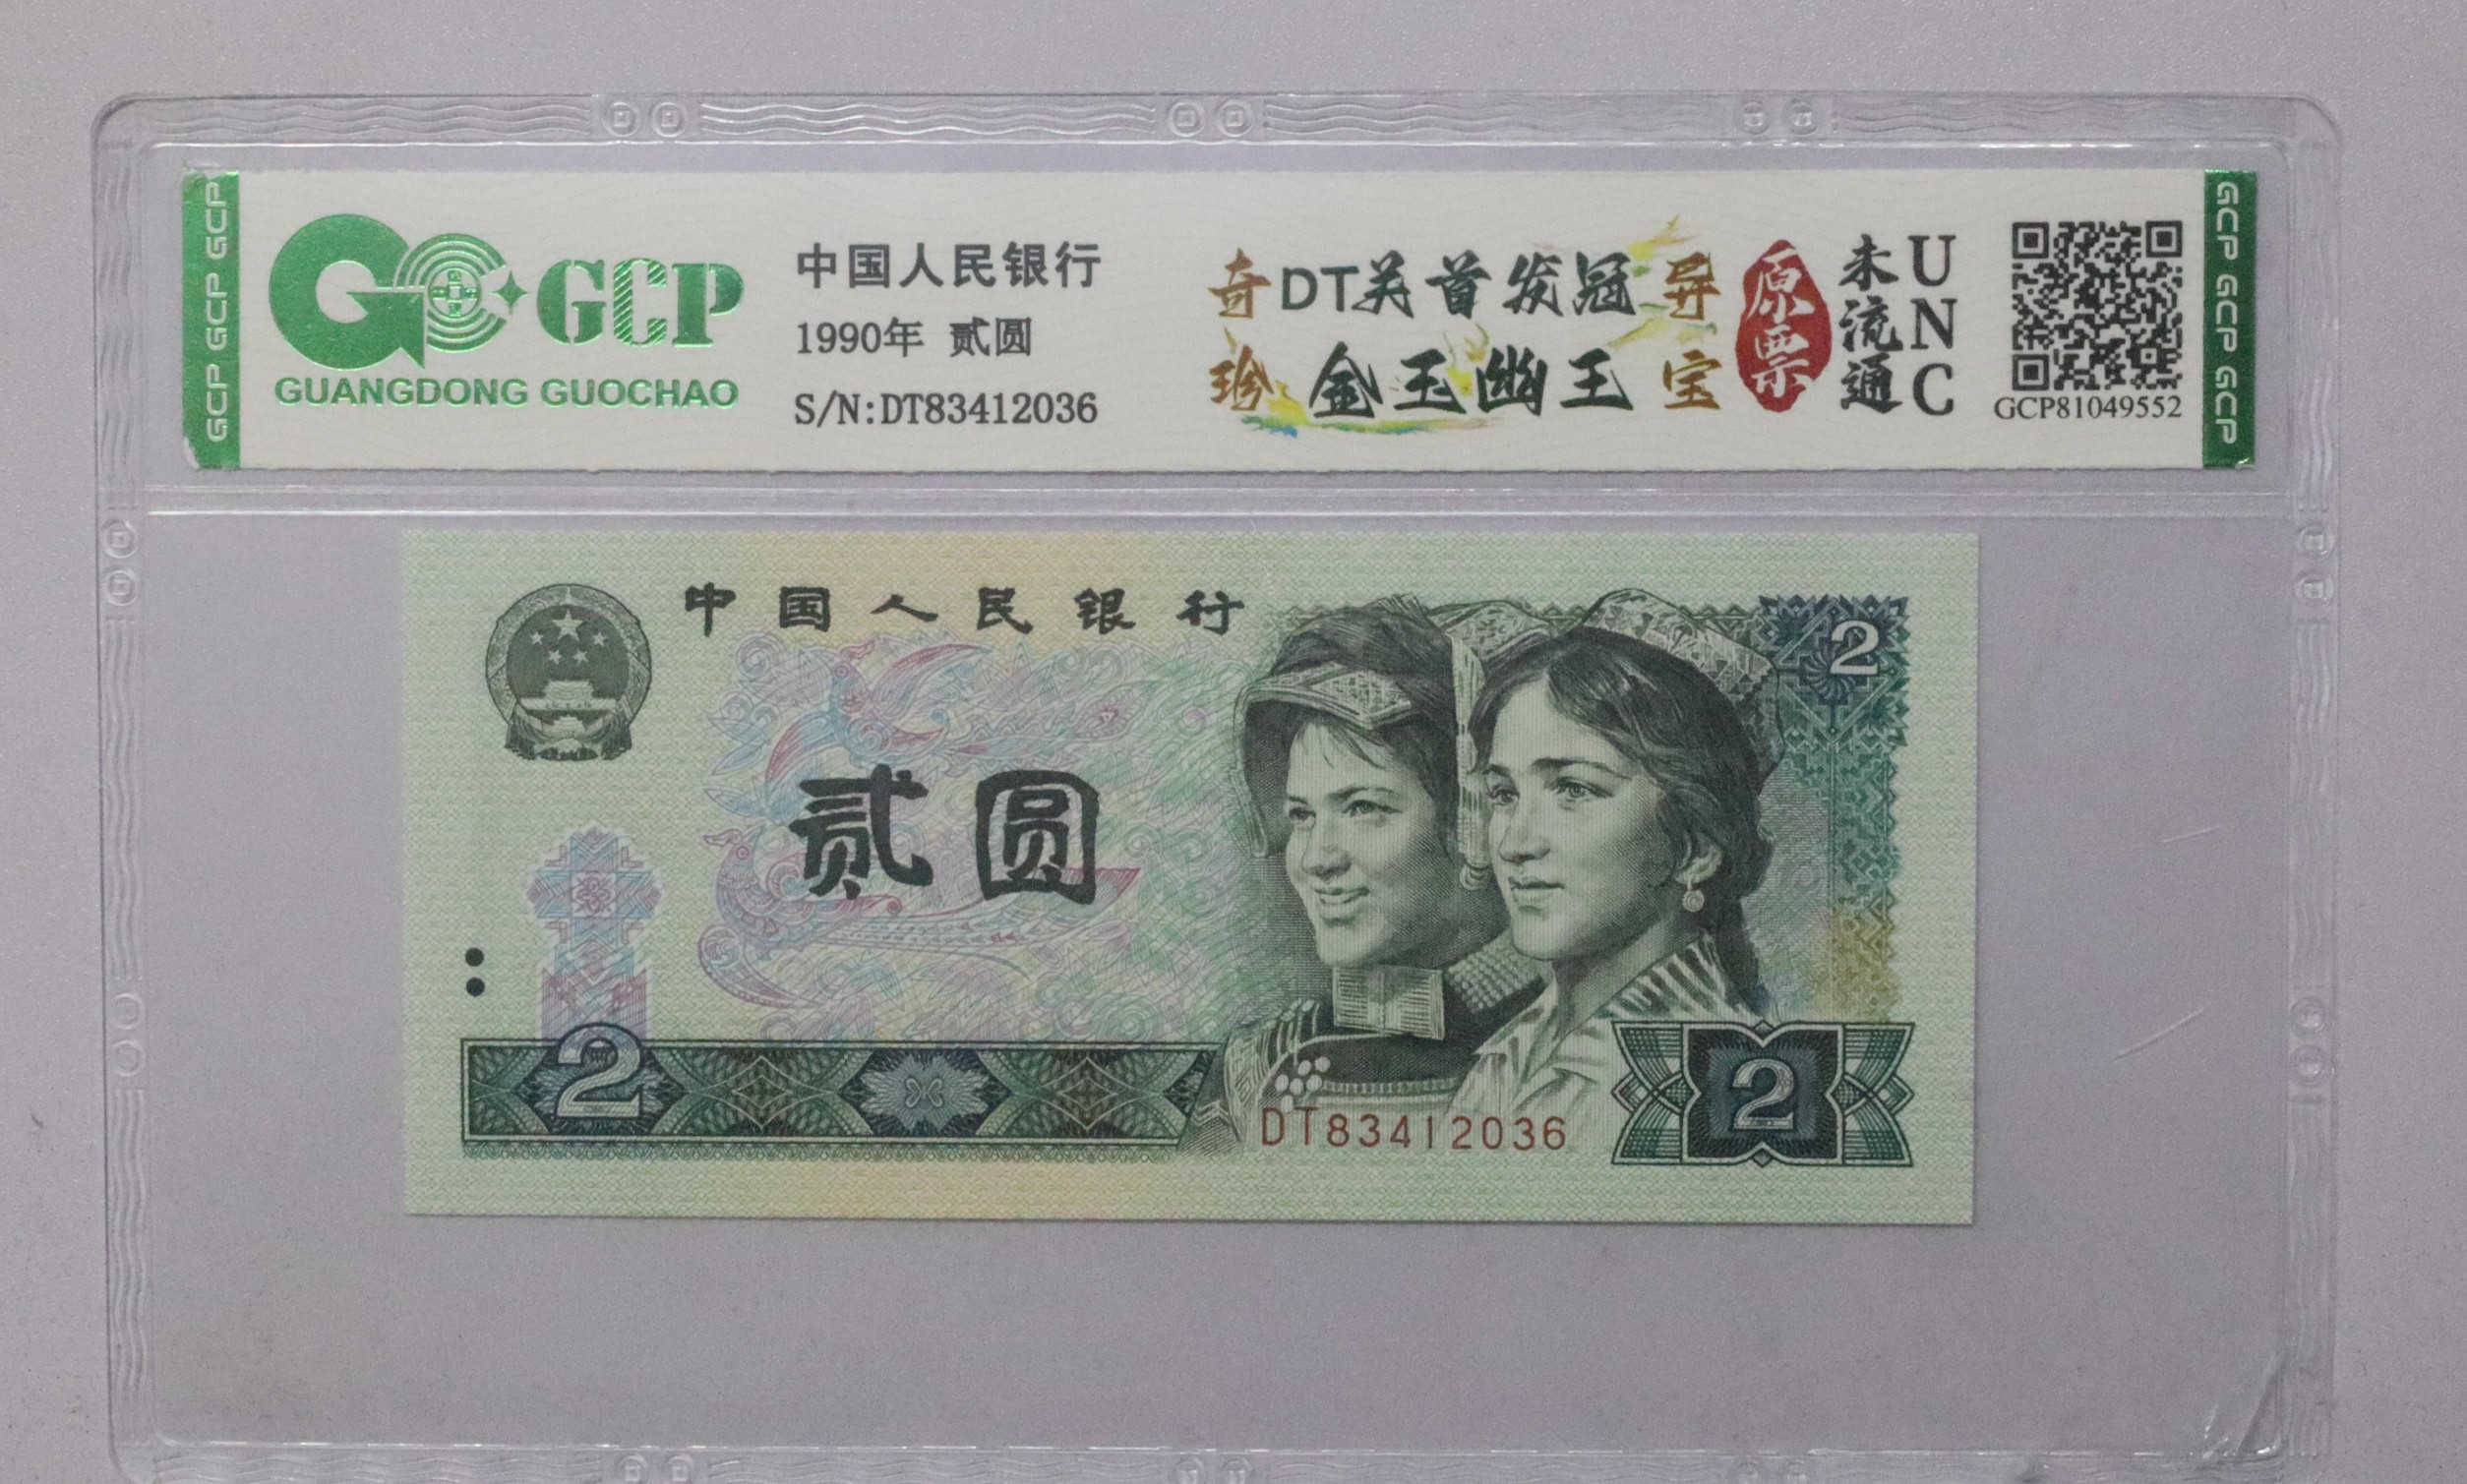 GCP GCP GCP
GCP
GUANGDONG GUOCHAO
中国人民银行
1990年 贰圆
S/N:DT83412036
奇 DT关首发冠 异
珍 金玉幽王 宝
原票
未流通
UNC
GCP81049552
GCP GCP GCP
中国人民银行
2
贰圆
2
2
DT83412036